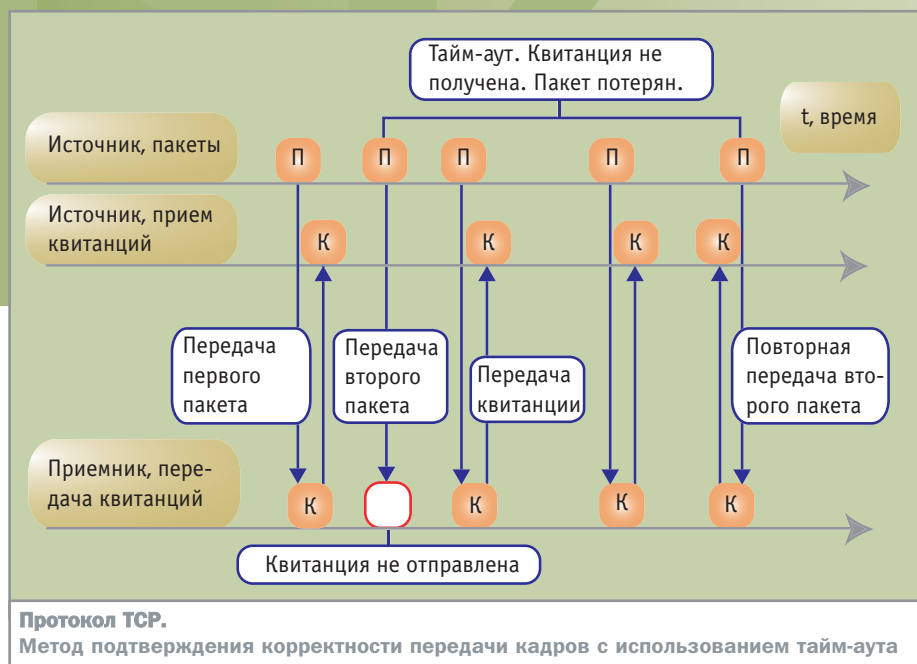 Тайм-аут. Квитанция не
получена. Пакет потерян.
t, время
Источник, пакеты
П
П
П
П
П
Источник, прием
квитанций
К
К
К
К
Передача
первого
пакета
Передача
второго
пакета
Передача
квитанции
Повторная
передача вто-
рого пакета
Приемник, пере-
дача квитанций
К
К
К
К
Квитанция не отправлена
Протокол TCP.
Метод подтверждения корректности передачи кадров с использованием тайм-аута